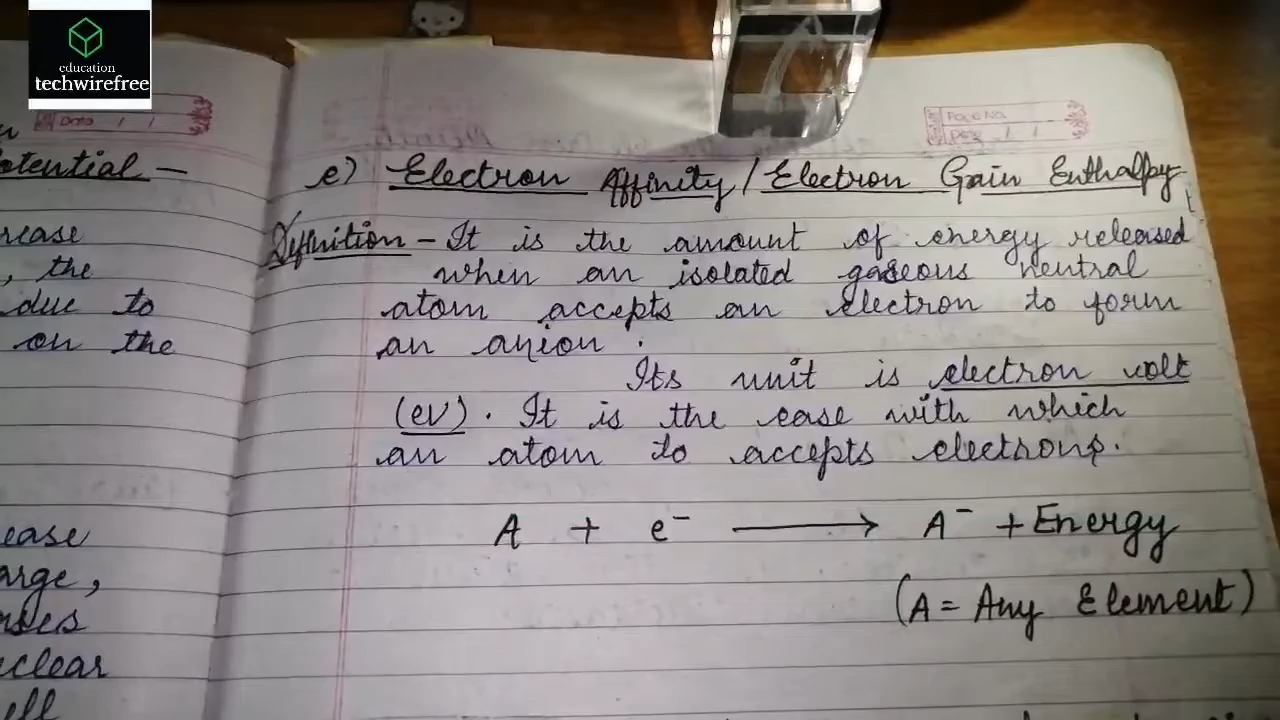 education
techwirefree
Date / /
otential —
, the
due to
on the
ease
arge,
uclear
ell
Page No.
Date / /
e) Electron Affinity / Electron Gain Enthalpy
Definition - It is the amount of energy released
when an isolated gaseous neutral
atom accepts an electron to form
an anion.
Its unit is electron volt
(ev). It is the ease with which
an atom to accepts electrons.
A + e⁻ ⟶ A⁻ + Energy
(A = Any Element)